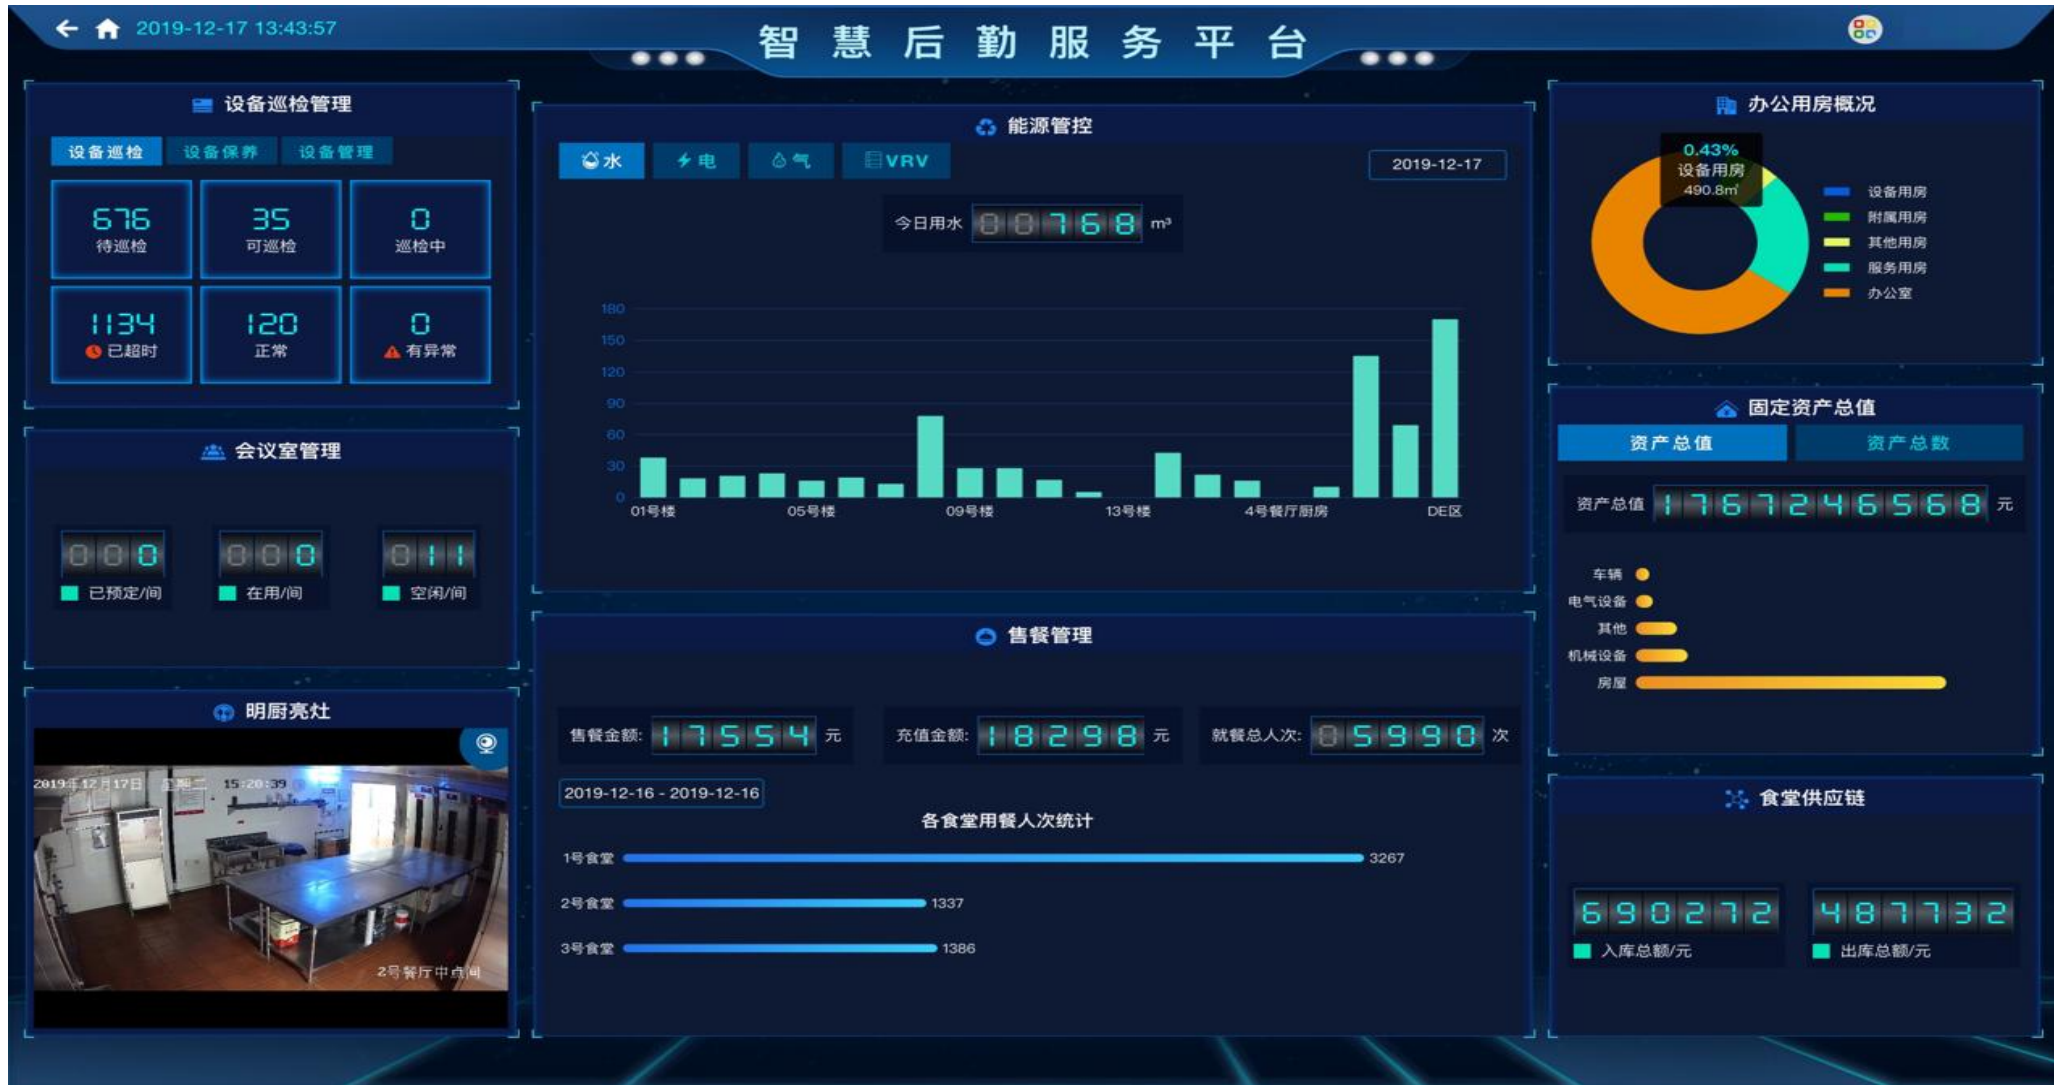 2019-12-17 13:43:57
智慧后勤服务平台
设备巡检管理
设备巡检 设备保养 设备管理
676 35 0
待巡检 可巡检 巡检中
1134 120 0
已超时 正常 有异常
会议室管理
000 000 011
已预定/间 在用/间 空闲/间
明厨亮灶
2019年12月17日 星期二 15:20:39
2号餐厅中点间
能源管控
水 电 气 VRV
2019-12-17
今日用水 00768 m³
180
150
120
90
60
30
0
01号楼 05号楼 09号楼 13号楼 4号餐厅厨房 DE区
售餐管理
售餐金额: 17554 元 充值金额: 18298 元 就餐总人次: 05990 次
2019-12-16 - 2019-12-16
各食堂用餐人次统计
1号食堂 3267
2号食堂 1337
3号食堂 1386
办公用房概况
0.43%
设备用房
490.8㎡
设备用房
附属用房
其他用房
服务用房
办公室
固定资产总值
资产总值 资产总数
资产总值 1767246568 元
车辆
电气设备
其他
机械设备
房屋
食堂供应链
690272 487732
入库总额/元 出库总额/元